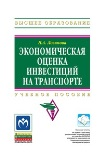 ВЫСШЕЕ ОБРАЗОВАНИЕ
ЭКОНОМИЧЕСКАЯ
ОЦЕНКА
ИНВЕСТИЦИЙ
НА ТРАНСПОРТЕ
УЧЕБНОЕ ПОСОБИЕ